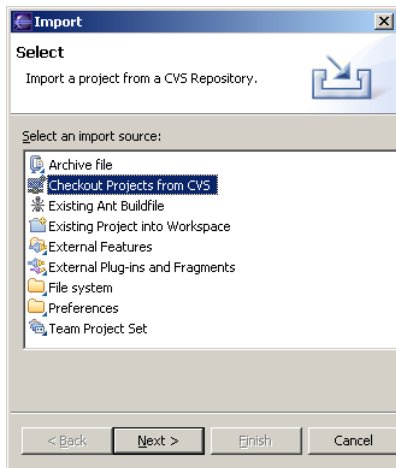 Import
Select
Import a project from a CVS Repository.
Select an import source:
Archive file
Checkout Projects from CVS
Existing Ant Buildfile
Existing Project into Workspace
External Features
External Plug-ins and Fragments
File system
Preferences
Team Project Set
< Back Next > Finish Cancel